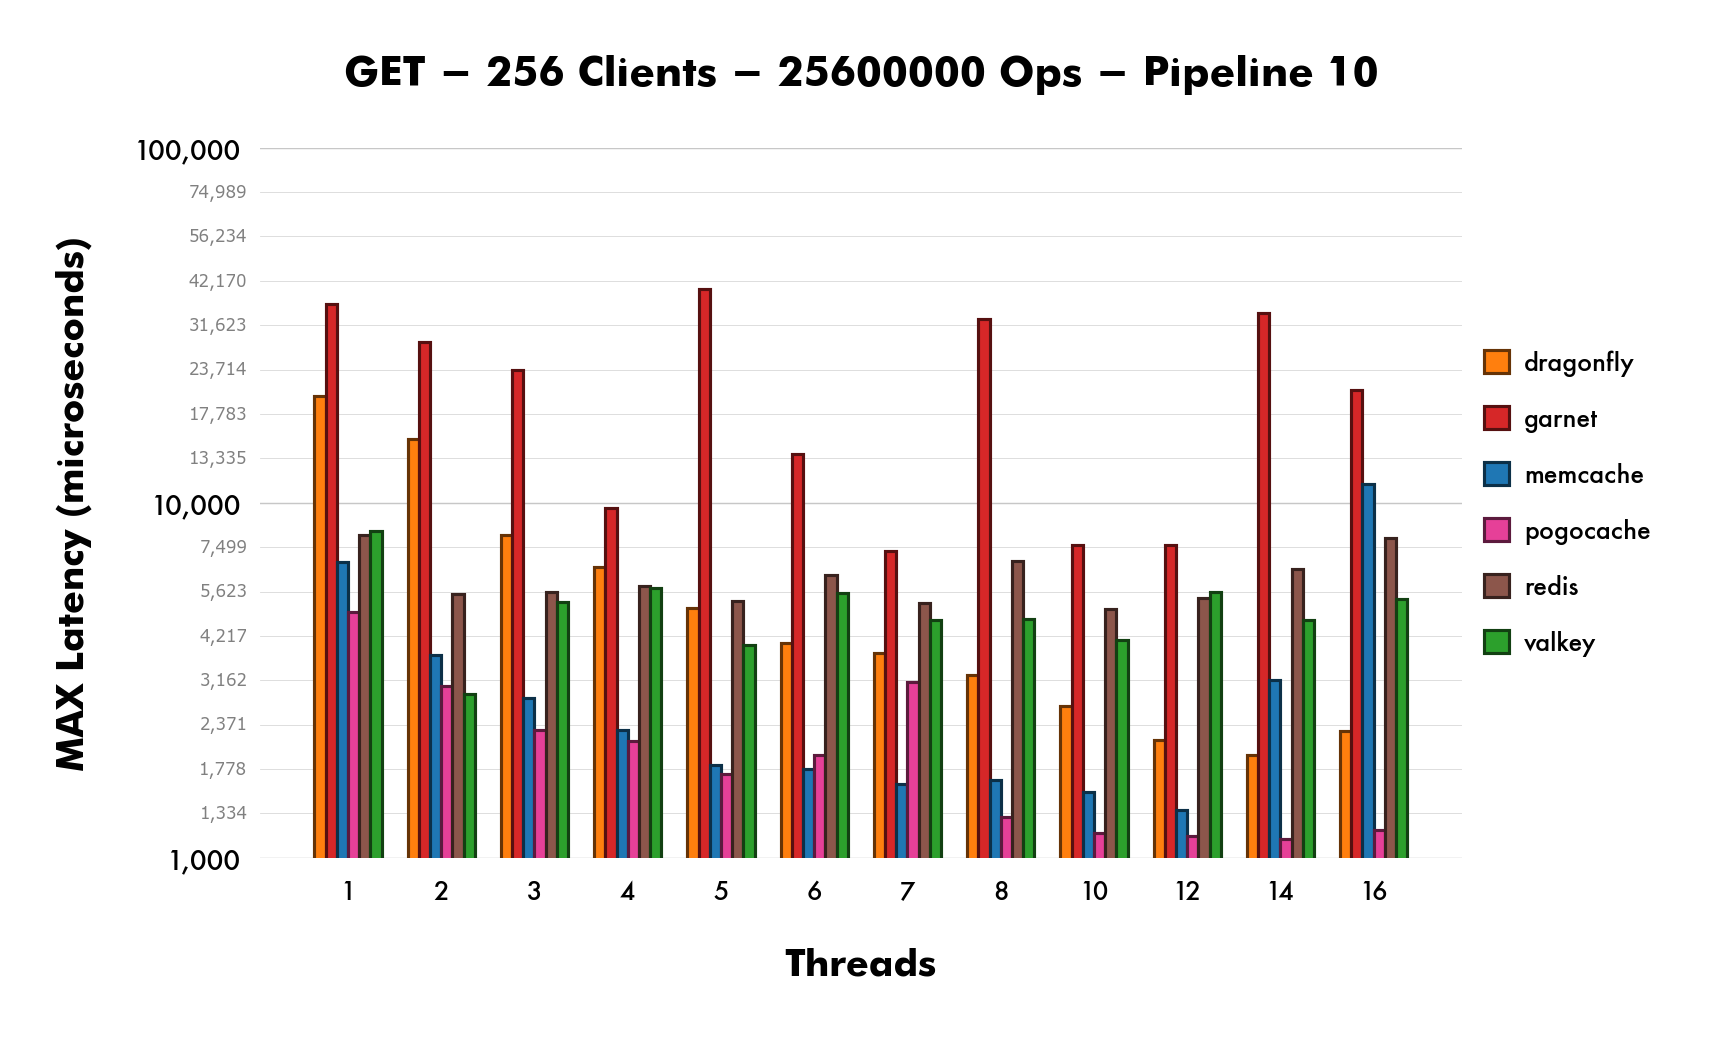 GET – 256 Clients – 25600000 Ops – Pipeline 10
MAX Latency (microseconds)
100,000
74,989
56,234
42,170
31,623
23,714
17,783
13,335
10,000
7,499
5,623
4,217
3,162
2,371
1,778
1,334
1,000
1 2 3 4 5 6 7 8 10 12 14 16
Threads
dragonfly
garnet
memcache
pogocache
redis
valkey